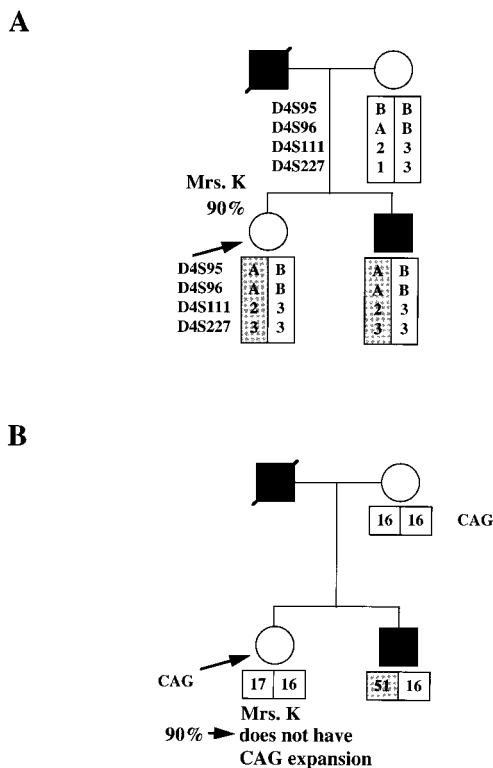 A
D4S95 B B
D4S96 A B
D4S111 2 3
D4S227 1 3
Mrs. K
90%
D4S95 A B A B
D4S96 A B A B
D4S111 2 3 2 3
D4S227 3 3 3 3
B
16 16 CAG
CAG 17 16 51 16
Mrs. K
90% does not have
CAG expansion